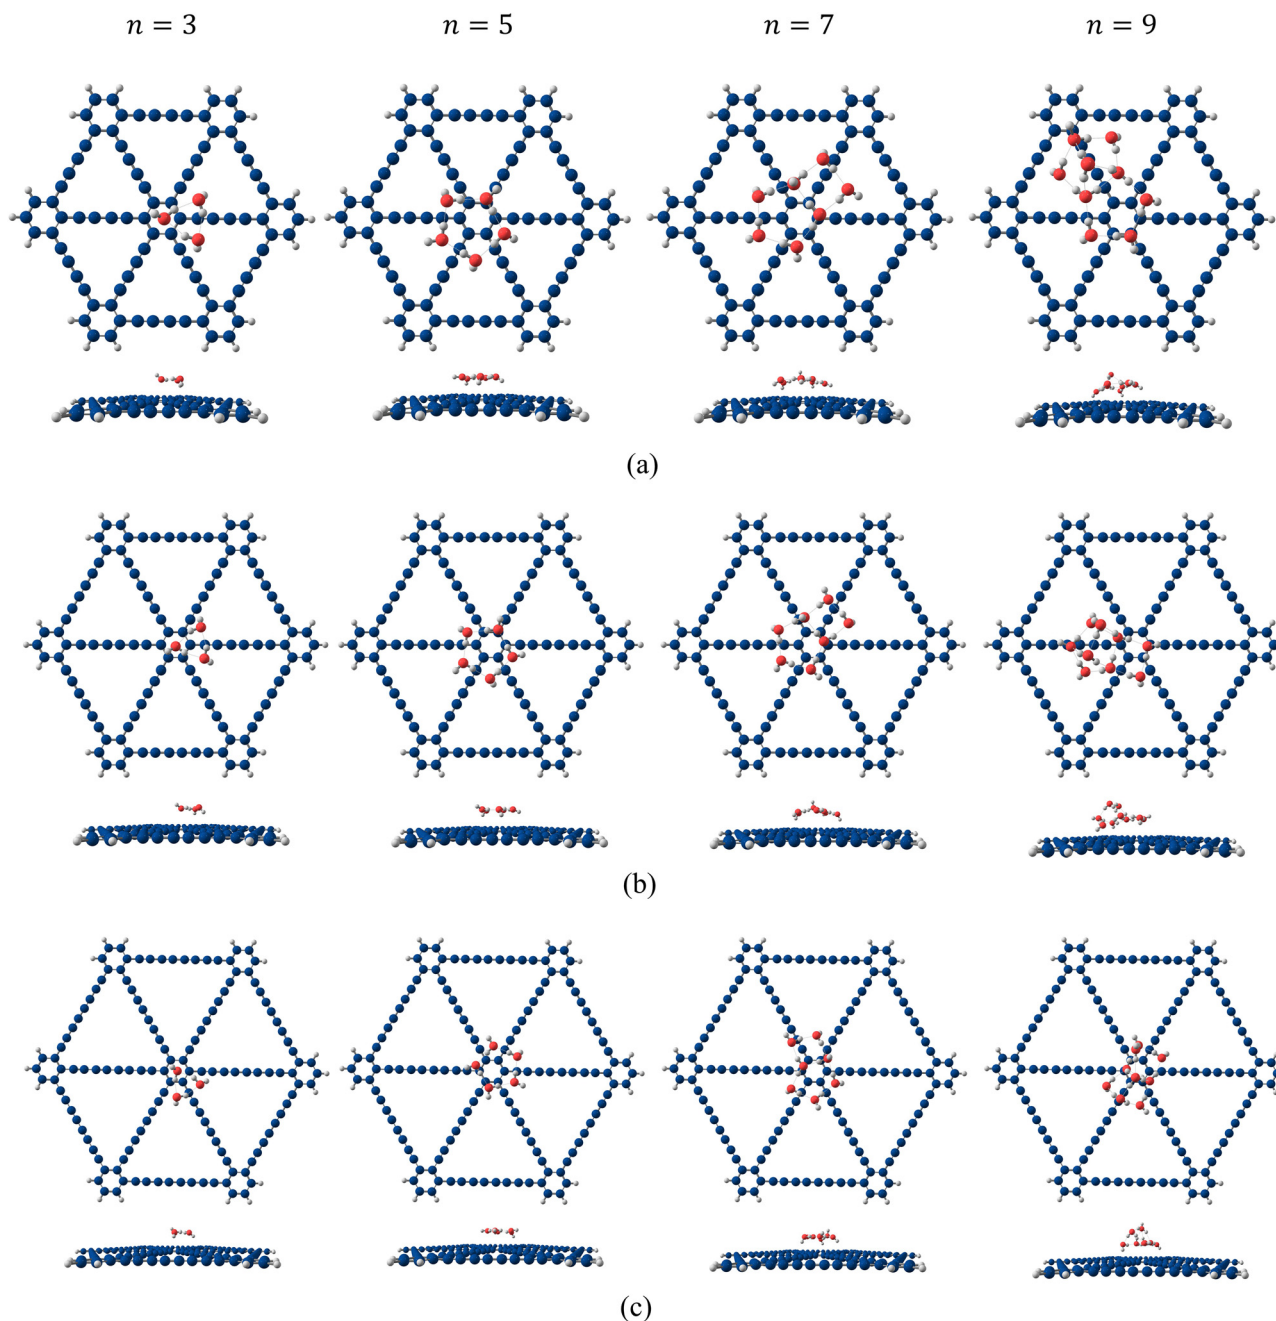 n = 3 n = 5 n = 7 n = 9
(a)
(b)
(c)